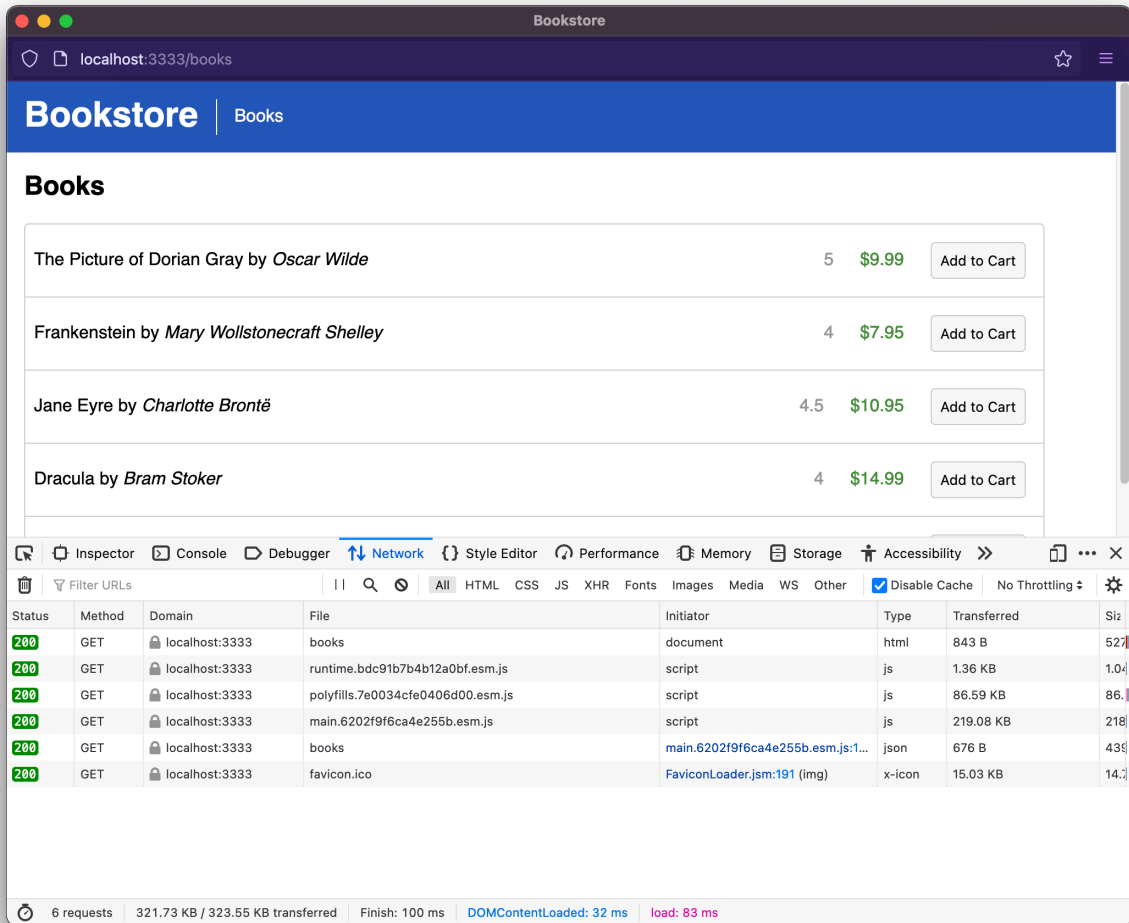 Bookstore
localhost:3333/books
Bookstore Books
Books
The Picture of Dorian Gray by Oscar Wilde 5 $9.99 Add to Cart
Frankenstein by Mary Wollstonecraft Shelley 4 $7.95 Add to Cart
Jane Eyre by Charlotte Brontë 4.5 $10.95 Add to Cart
Dracula by Bram Stoker 4 $14.99 Add to Cart
Inspector Console Debugger Network Style Editor Performance Memory Storage Accessibility
Filter URLs All HTML CSS JS XHR Fonts Images Media WS Other Disable Cache No Throttling
Status Method Domain File Initiator Type Transferred
200 GET localhost:3333 books document html 843 B 527
200 GET localhost:3333 runtime.bdc91b7b4b12a0bf.esm.js script js 1.36 KB
200 GET localhost:3333 polyfills.7e0034cfe0406d00.esm.js script js 86.59 KB 86.
200 GET localhost:3333 main.6202f9f6ca4e255b.esm.js script js 219.08 KB 218
200 GET localhost:3333 books main.6202f9f6ca4e255b.esm.js:1... json 676 B 439
200 GET localhost:3333 favicon.ico FaviconLoader.jsm:191 (img) x-icon 15.03 KB
6 requests 321.73 KB / 323.55 KB transferred Finish: 100 ms DOMContentLoaded: 32 ms load: 83 ms